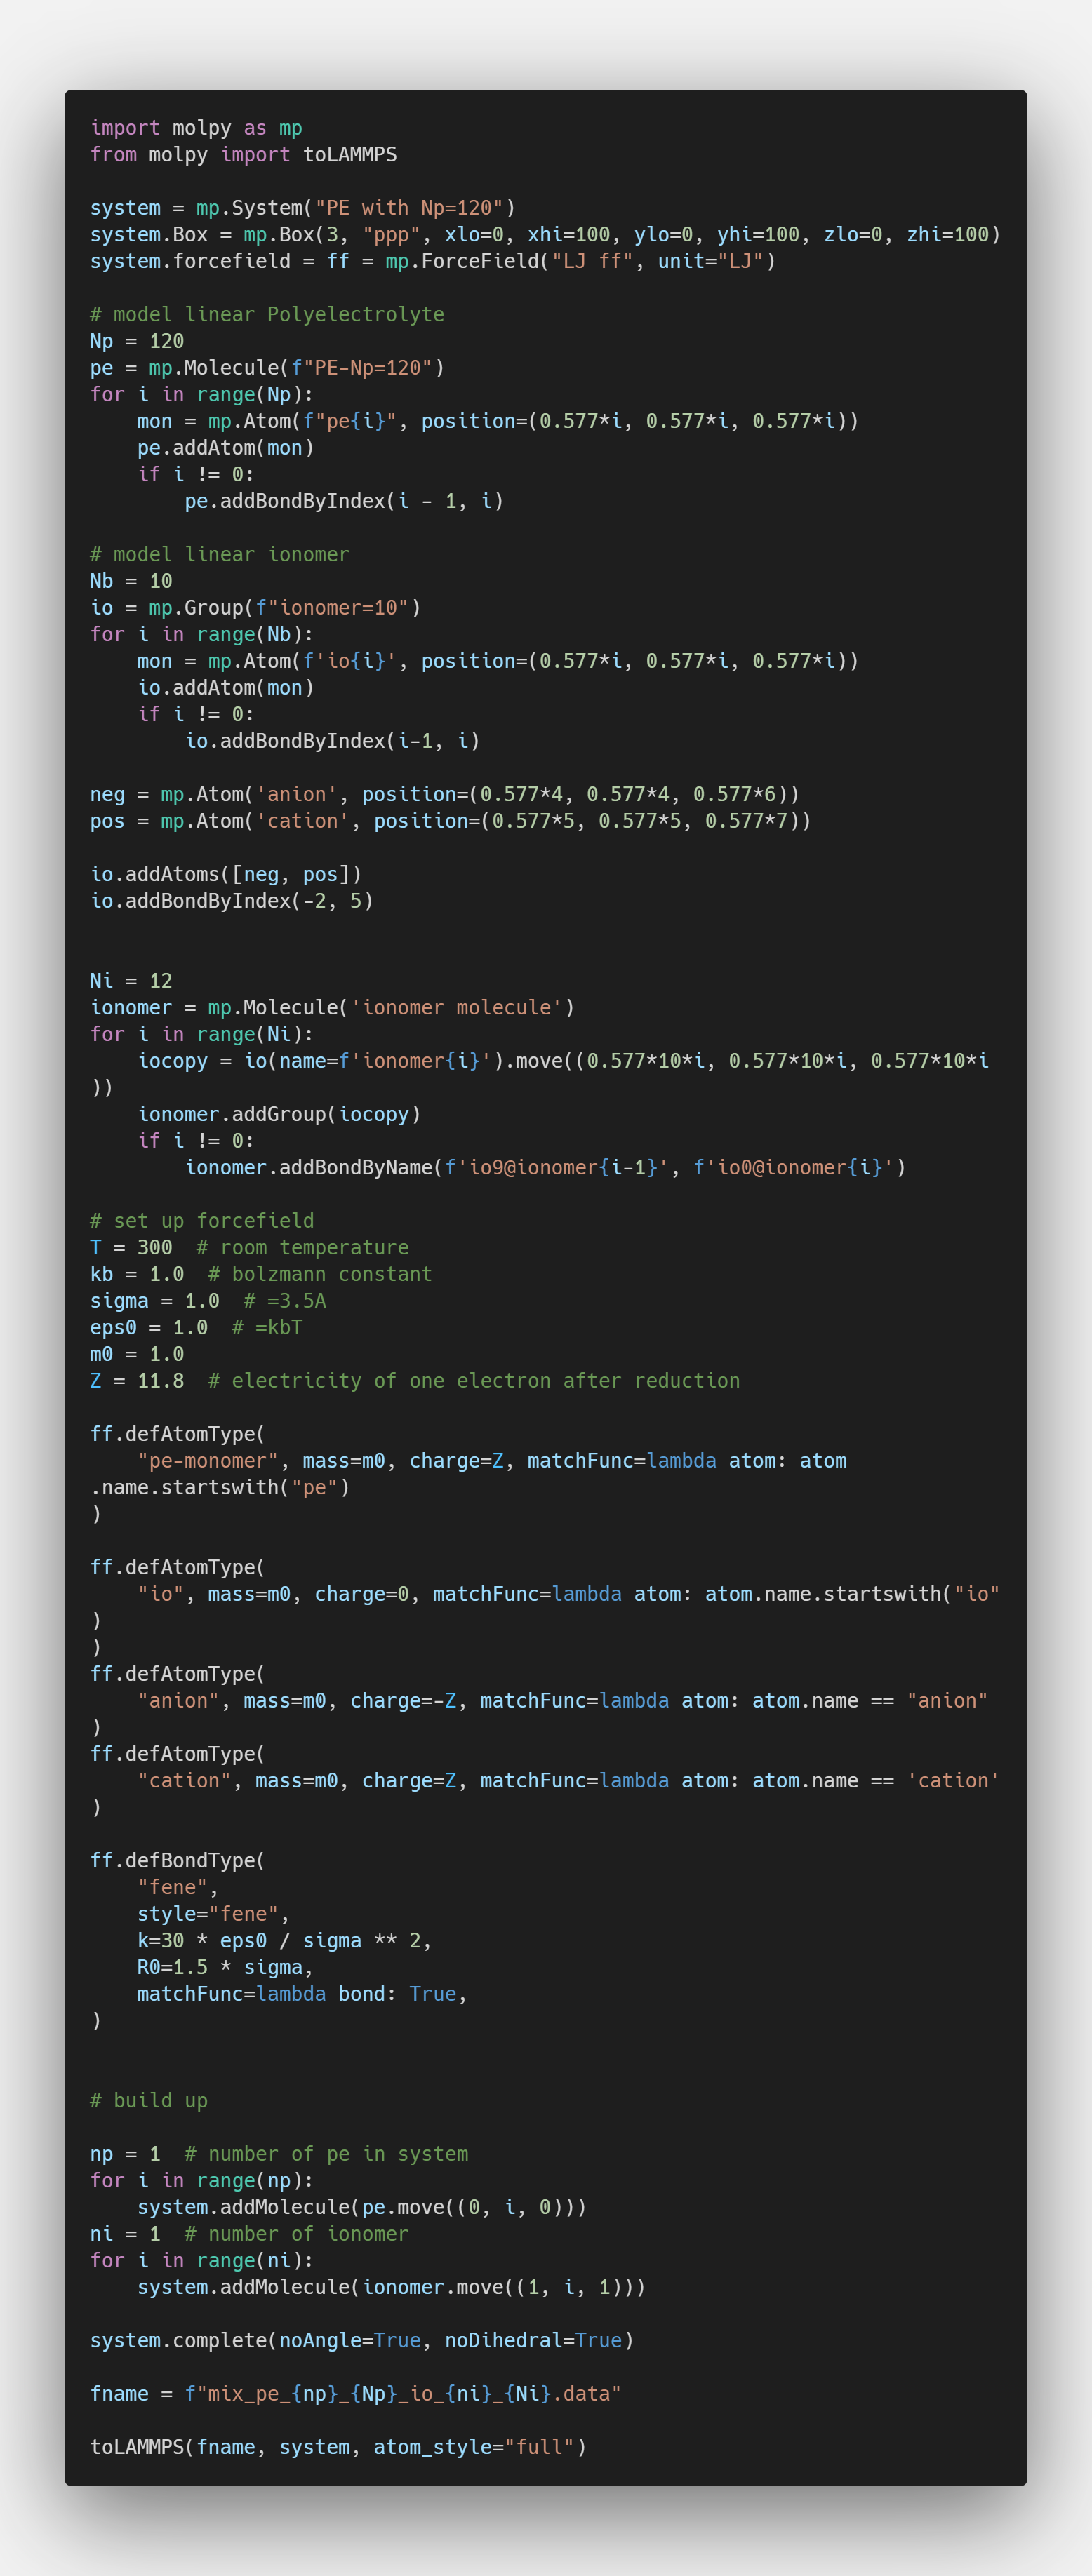 import molpy as mp
from molpy import toLAMMPS

system = mp.System("PE with Np=120")
system.Box = mp.Box(3, "ppp", xlo=0, xhi=100, ylo=0, yhi=100, zlo=0, zhi=100)
system.forcefield = ff = mp.ForceField("LJ ff", unit="LJ")

# model linear Polyelectrolyte
Np = 120
pe = mp.Molecule(f"PE-Np=120")
for i in range(Np):
    mon = mp.Atom(f"pe{i}", position=(0.577*i, 0.577*i, 0.577*i))
    pe.addAtom(mon)
    if i != 0:
        pe.addBondByIndex(i - 1, i)

# model linear ionomer
Nb = 10
io = mp.Group(f"ionomer=10")
for i in range(Nb):
    mon = mp.Atom(f'io{i}', position=(0.577*i, 0.577*i, 0.577*i))
    io.addAtom(mon)
    if i != 0:
        io.addBondByIndex(i-1, i)

neg = mp.Atom('anion', position=(0.577*4, 0.577*4, 0.577*6))
pos = mp.Atom('cation', position=(0.577*5, 0.577*5, 0.577*7))

io.addAtoms([neg, pos])
io.addBondByIndex(-2, 5)


Ni = 12
ionomer = mp.Molecule('ionomer molecule')
for i in range(Ni):
    iocopy = io(name=f'ionomer{i}').move((0.577*10*i, 0.577*10*i, 0.577*10*i
))
    ionomer.addGroup(iocopy)
    if i != 0:
        ionomer.addBondByName(f'io9@ionomer{i-1}', f'io0@ionomer{i}')

# set up forcefield
T = 300  # room temperature
kb = 1.0  # bolzmann constant
sigma = 1.0  # =3.5A
eps0 = 1.0  # =kbT
m0 = 1.0
Z = 11.8  # electricity of one electron after reduction

ff.defAtomType(
    "pe-monomer", mass=m0, charge=Z, matchFunc=lambda atom: atom
.name.startswith("pe")
)

ff.defAtomType(
    "io", mass=m0, charge=0, matchFunc=lambda atom: atom.name.startswith("io"
)
)
ff.defAtomType(
    "anion", mass=m0, charge=-Z, matchFunc=lambda atom: atom.name == "anion"
)
ff.defAtomType(
    "cation", mass=m0, charge=Z, matchFunc=lambda atom: atom.name == 'cation'
)

ff.defBondType(
    "fene",
    style="fene",
    k=30 * eps0 / sigma ** 2,
    R0=1.5 * sigma,
    matchFunc=lambda bond: True,
)


# build up

np = 1  # number of pe in system
for i in range(np):
    system.addMolecule(pe.move((0, i, 0)))
ni = 1  # number of ionomer
for i in range(ni):
    system.addMolecule(ionomer.move((1, i, 1)))

system.complete(noAngle=True, noDihedral=True)

fname = f"mix_pe_{np}_{Np}_io_{ni}_{Ni}.data"

toLAMMPS(fname, system, atom_style="full")